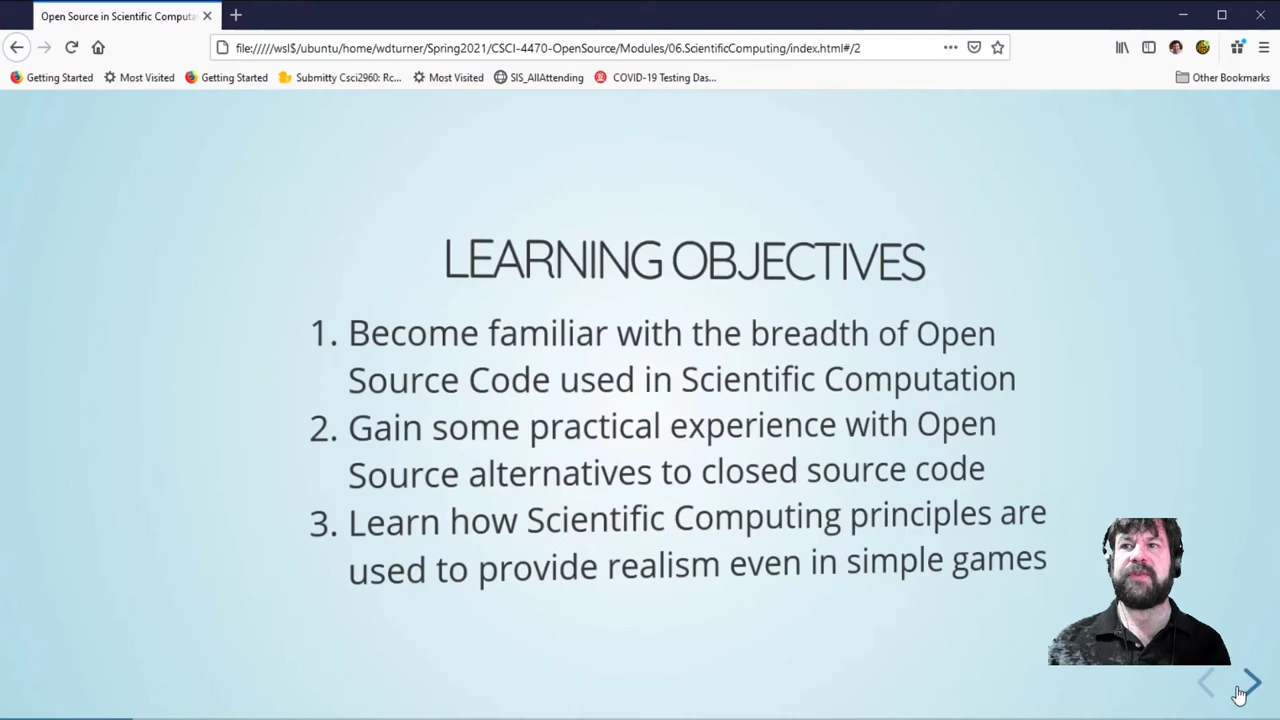 Open Source in Scientific Computa
file://///wsl$/ubuntu/home/wdturner/Spring2021/CSCI-4470-OpenSource/Modules/06.ScientificComputing/index.html#/2
Getting Started
Most Visited
Getting Started
Submitty Csci2960: Rc...
Most Visited
SIS_AllAttending
COVID-19 Testing Das...
Other Bookmarks
LEARNING OBJECTIVES
1. Become familiar with the breadth of Open
Source Code used in Scientific Computation
2. Gain some practical experience with Open
Source alternatives to closed source code
3. Learn how Scientific Computing principles are
used to provide realism even in simple games